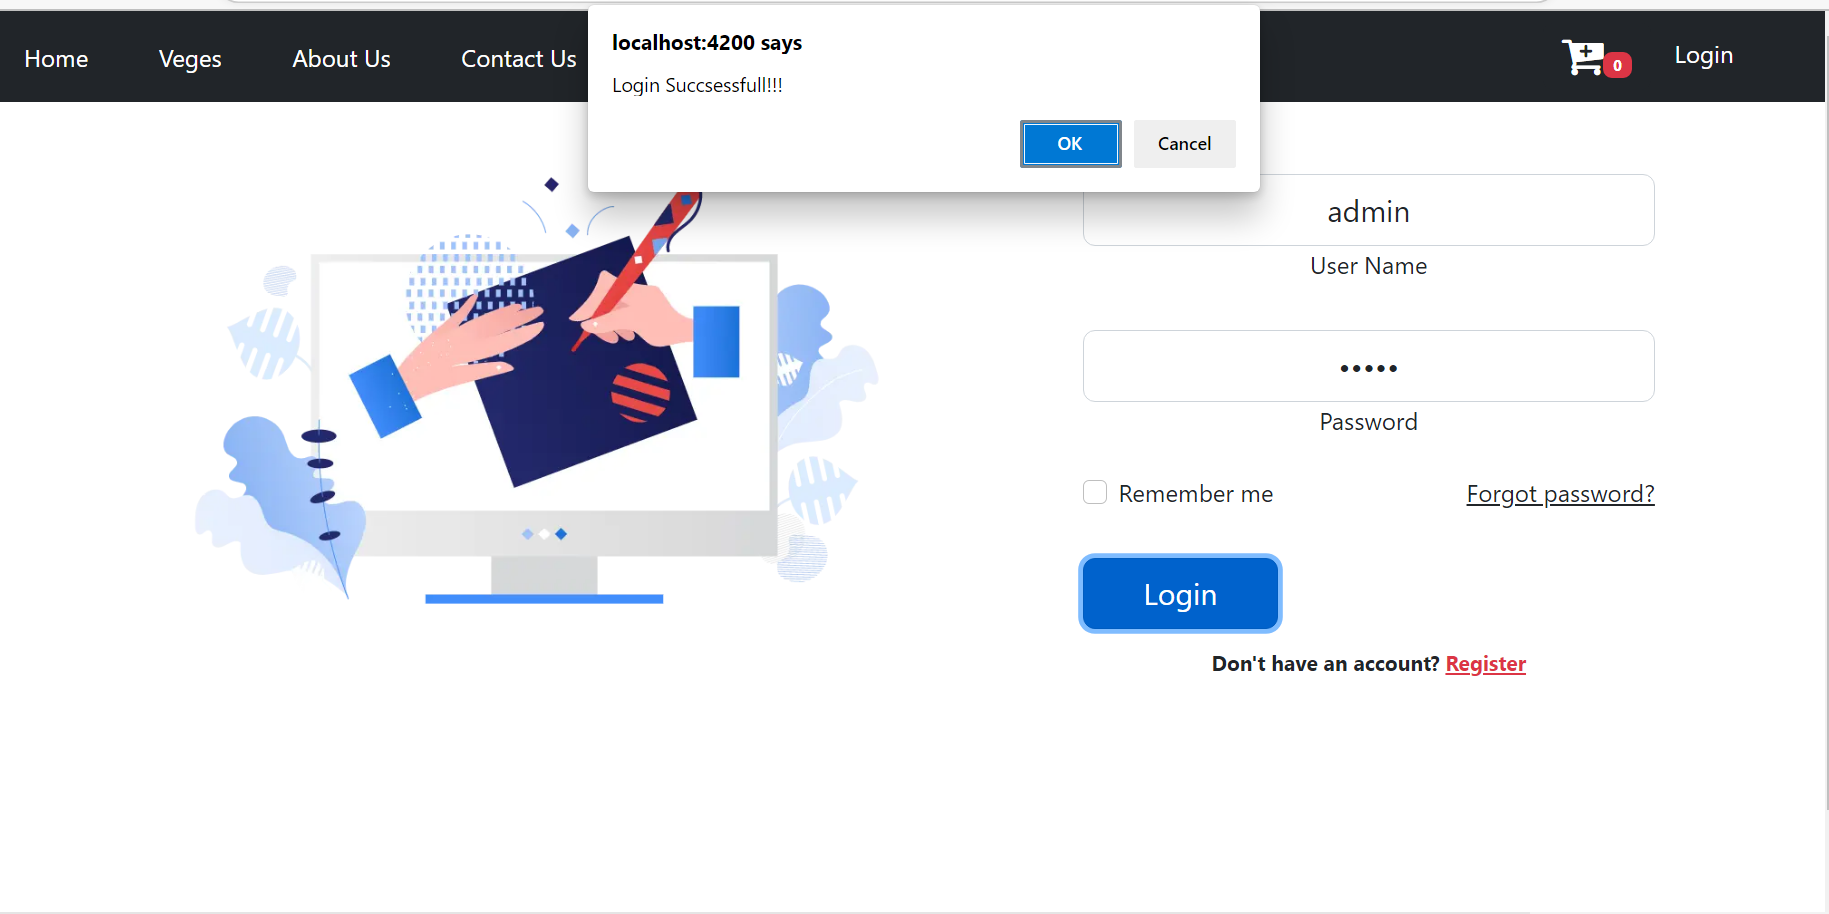 Home Veges About Us Contact Us
localhost:4200 says
Login Succsessfull!!!
OK Cancel
0 Login
admin
User Name
•••••
Password
Remember me Forgot password?
Login
Don't have an account? Register